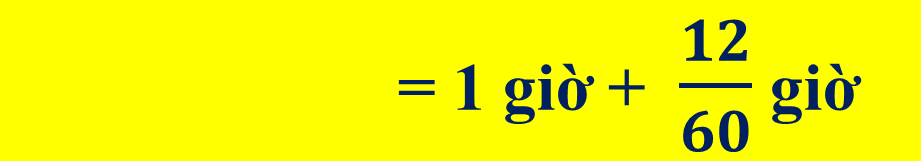 = 1 giờ + 12/60 giờ